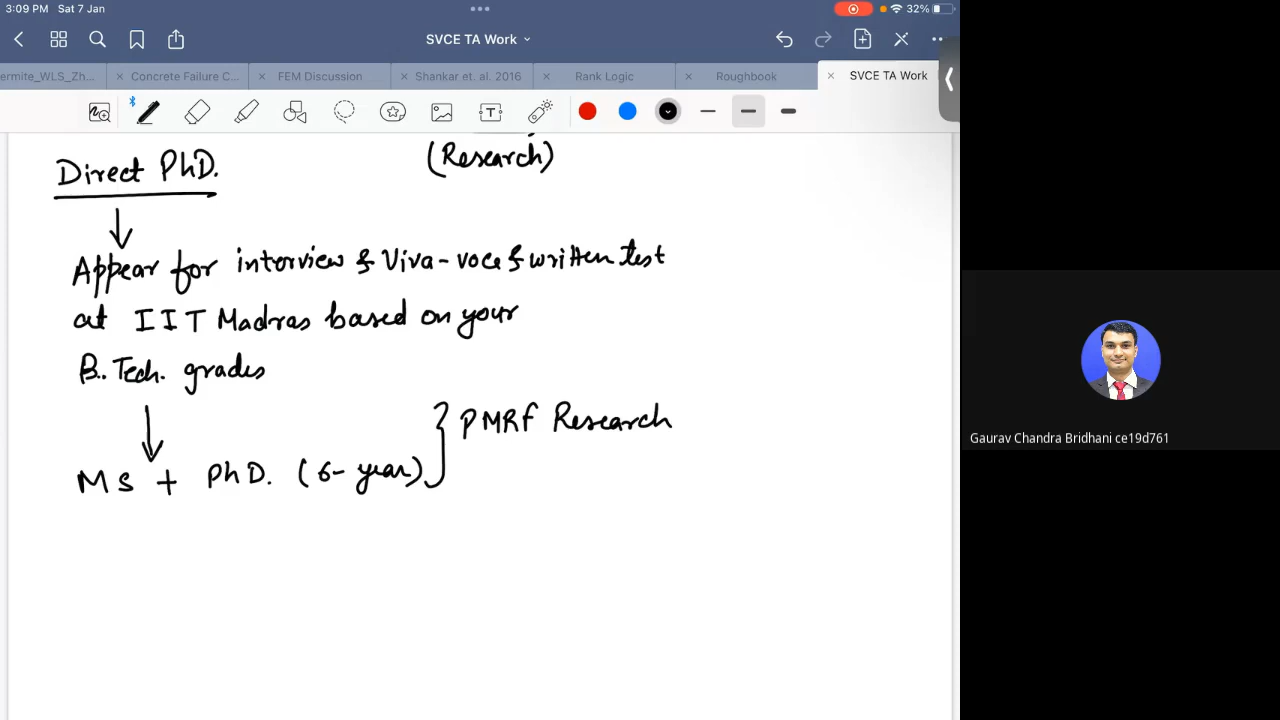 3:09 PM Sat 7 Jan
32%
SVCE TA Work
ermite_WLS_Zh...
Concrete Failure C...
FEM Discussion
Shankar et. al. 2016
Rank Logic
Roughbook
SVCE TA Work
T
(Research)
Direct PhD.
Appear for interview & Viva-voce & written test
at IIT Madras based on your
B.Tech. grades
PMRF Research
MS + PhD. (6-year)
Gaurav Chandra Bridhani ce19d761